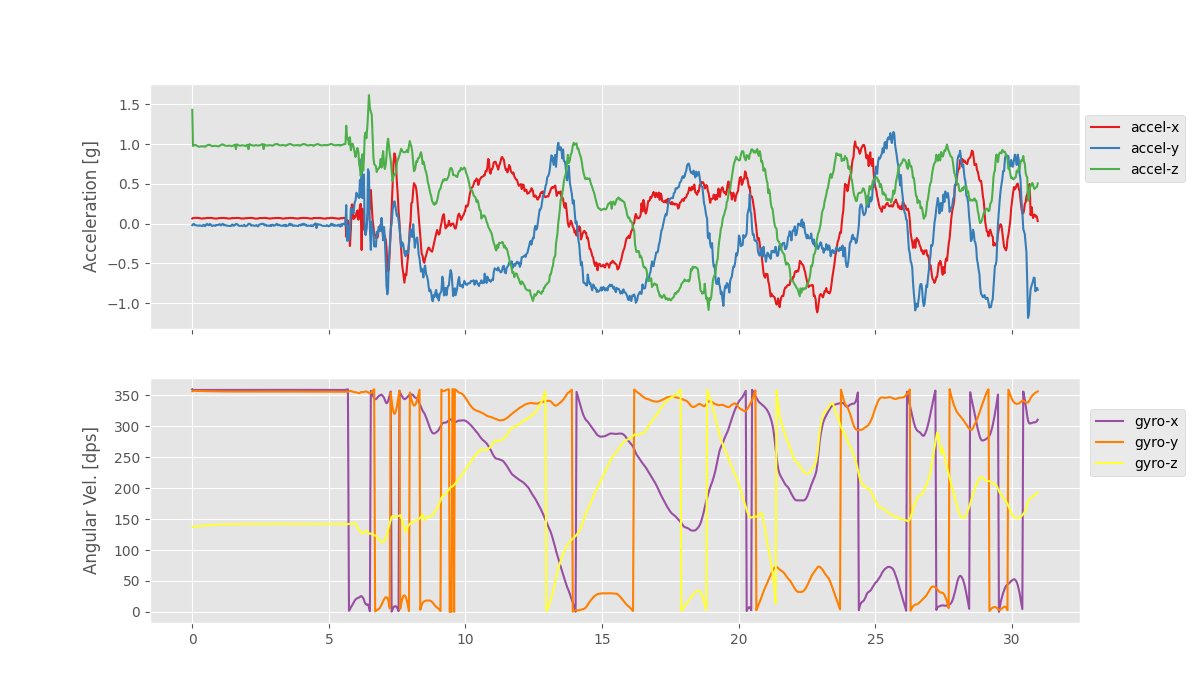 Acceleration [g]
1.5
1.0
0.5
0.0
−0.5
−1.0
accel-x
accel-y
accel-z
Angular Vel. [dps]
350
300
250
200
150
100
50
0
gyro-x
gyro-y
gyro-z
0 5 10 15 20 25 30